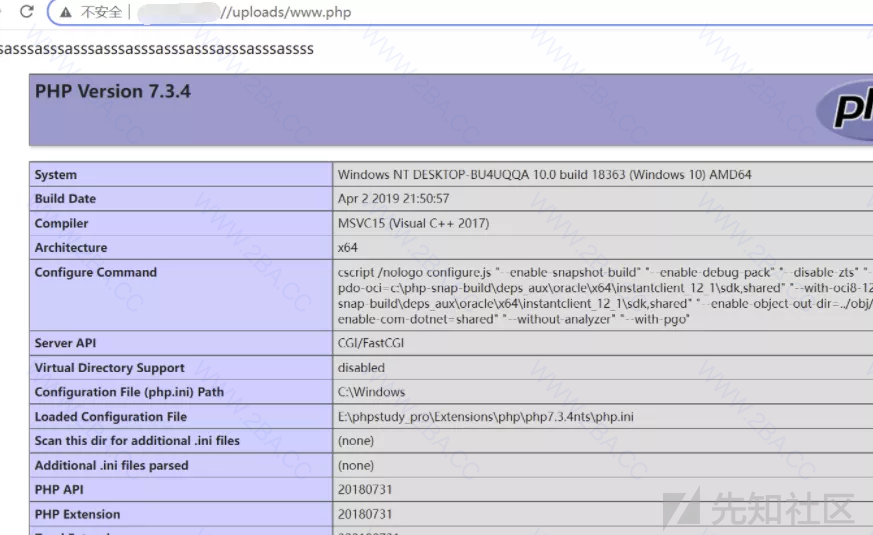 不安全 //uploads/www.php
sasssasssasssasssasssasssasssasssasssasssassss
PHP Version 7.3.4
php
System Windows NT DESKTOP-BU4UQQA 10.0 build 18363 (Windows 10) AMD64
Build Date Apr 2 2019 21:50:57
Compiler MSVC15 (Visual C++ 2017)
Architecture x64
Configure Command cscript /nologo configure.js "--enable-snapshot-build" "--enable-debug-pack" "--disable-zts" "-
pdo-oci=c:\php-snap-build\deps_aux\oracle\x64\instantclient_12_1\sdk,shared" "--with-oci8-12
snap-build\deps_aux\oracle\x64\instantclient_12_1\sdk,shared" "--enable-object-out-dir=../obj/
enable-com-dotnet=shared" "--without-analyzer" "--with-pgo"
Server API CGI/FastCGI
Virtual Directory Support disabled
Configuration File (php.ini) Path C:\Windows
Loaded Configuration File E:\phpstudy_pro\Extensions\php\php7.3.4nts\php.ini
Scan this dir for additional .ini files (none)
Additional .ini files parsed (none)
PHP API 20180731
PHP Extension 20180731
先知社区
WWW.2BA.CC